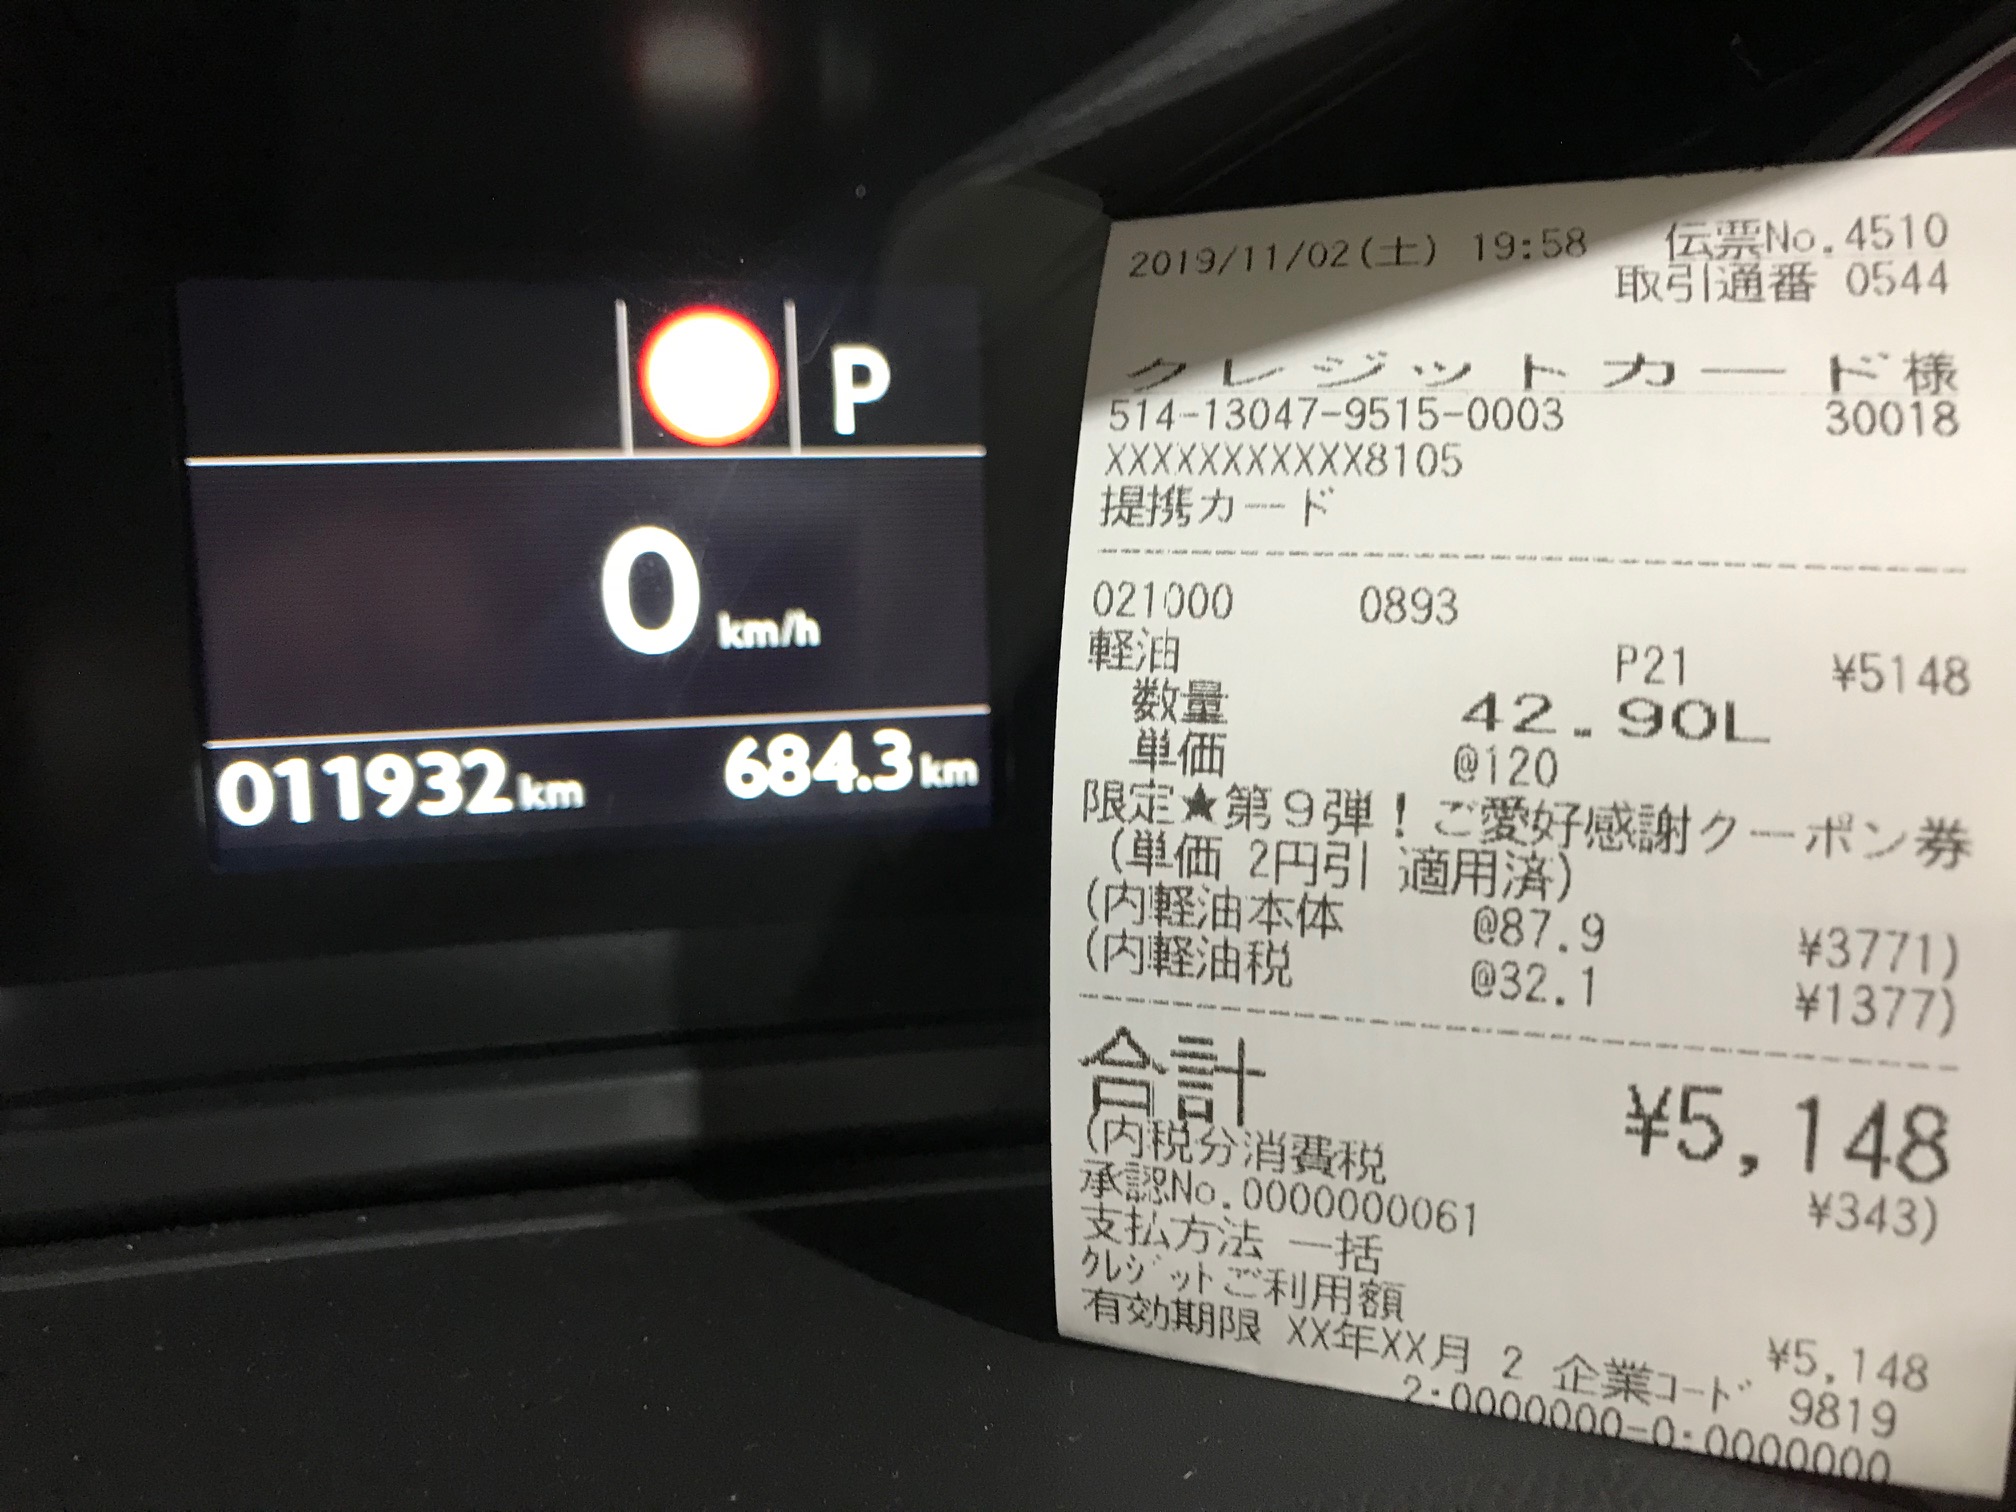 P
0 km/h
011932 km 684.3 km
2019/11/02(土) 19:58 伝票No.4510
取引通番 0544
クレジットカード様
514-13047-9515-0003 30018
XXXXXXXXXXXX8105
提携カード
021000 0893
軽油 P21 ¥5148
数量 42.90L
単価 @120
限定★第9弾!ご愛好感謝クーポン券
(単価 2円引 適用済)
(内軽油本体 @87.9 ¥3771)
(内軽油税 @32.1 ¥1377)
合計 ¥5,148
(内税分消費税 ¥343)
承認No.0000000061
支払方法 一括
クレジットご利用額 ¥5,148
有効期限 XX年XX月 2 企業コード 9819
2:0000000-0:0000000